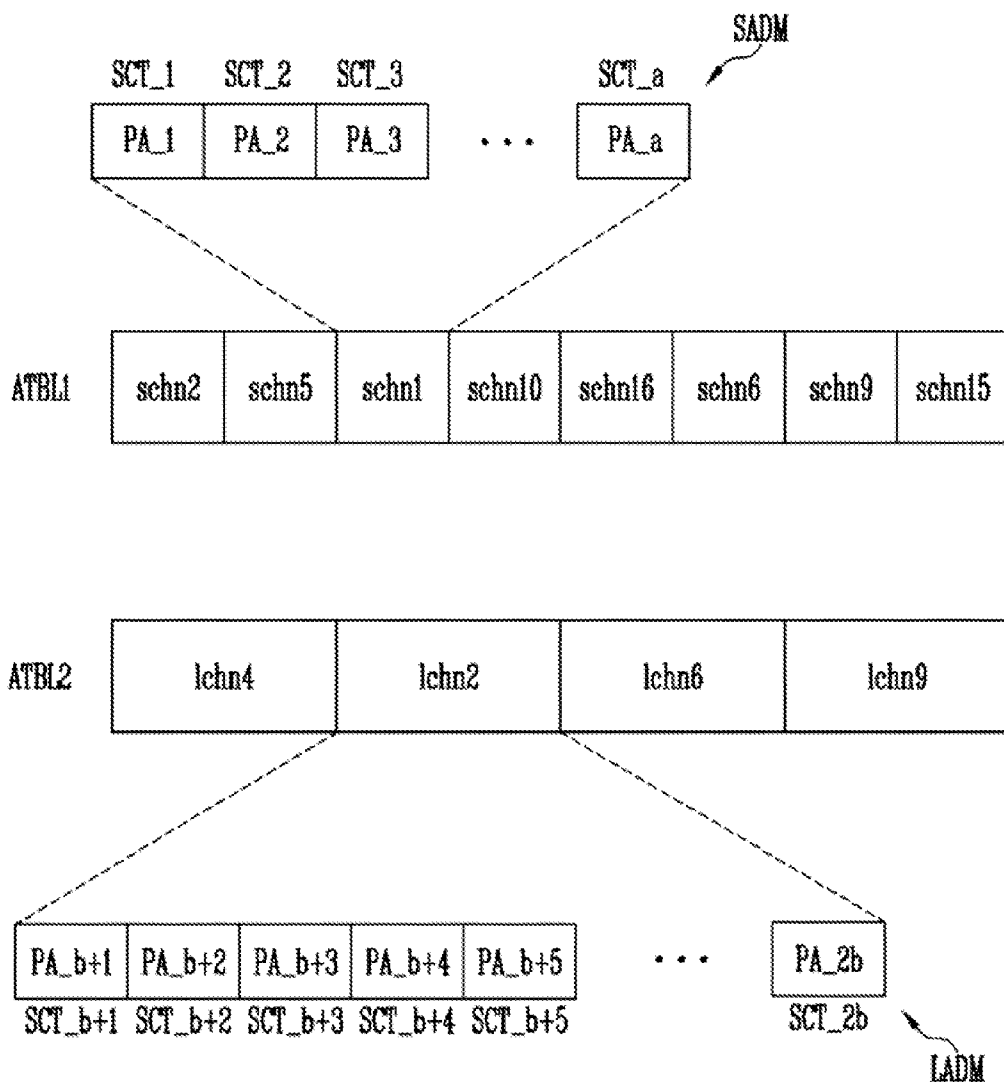 SADM
SCT_1 SCT_2 SCT_3 SCT_a
PA_1 PA_2 PA_3 ... PA_a
ATBL1 schn2 schn5 schn1 schn10 schn16 schn6 schn9 schn15
ATBL2 lchn4 lchn2 lchn6 lchn9
PA_b+1 PA_b+2 PA_b+3 PA_b+4 PA_b+5 ... PA_2b
SCT_b+1 SCT_b+2 SCT_b+3 SCT_b+4 SCT_b+5 SCT_2b
LADM